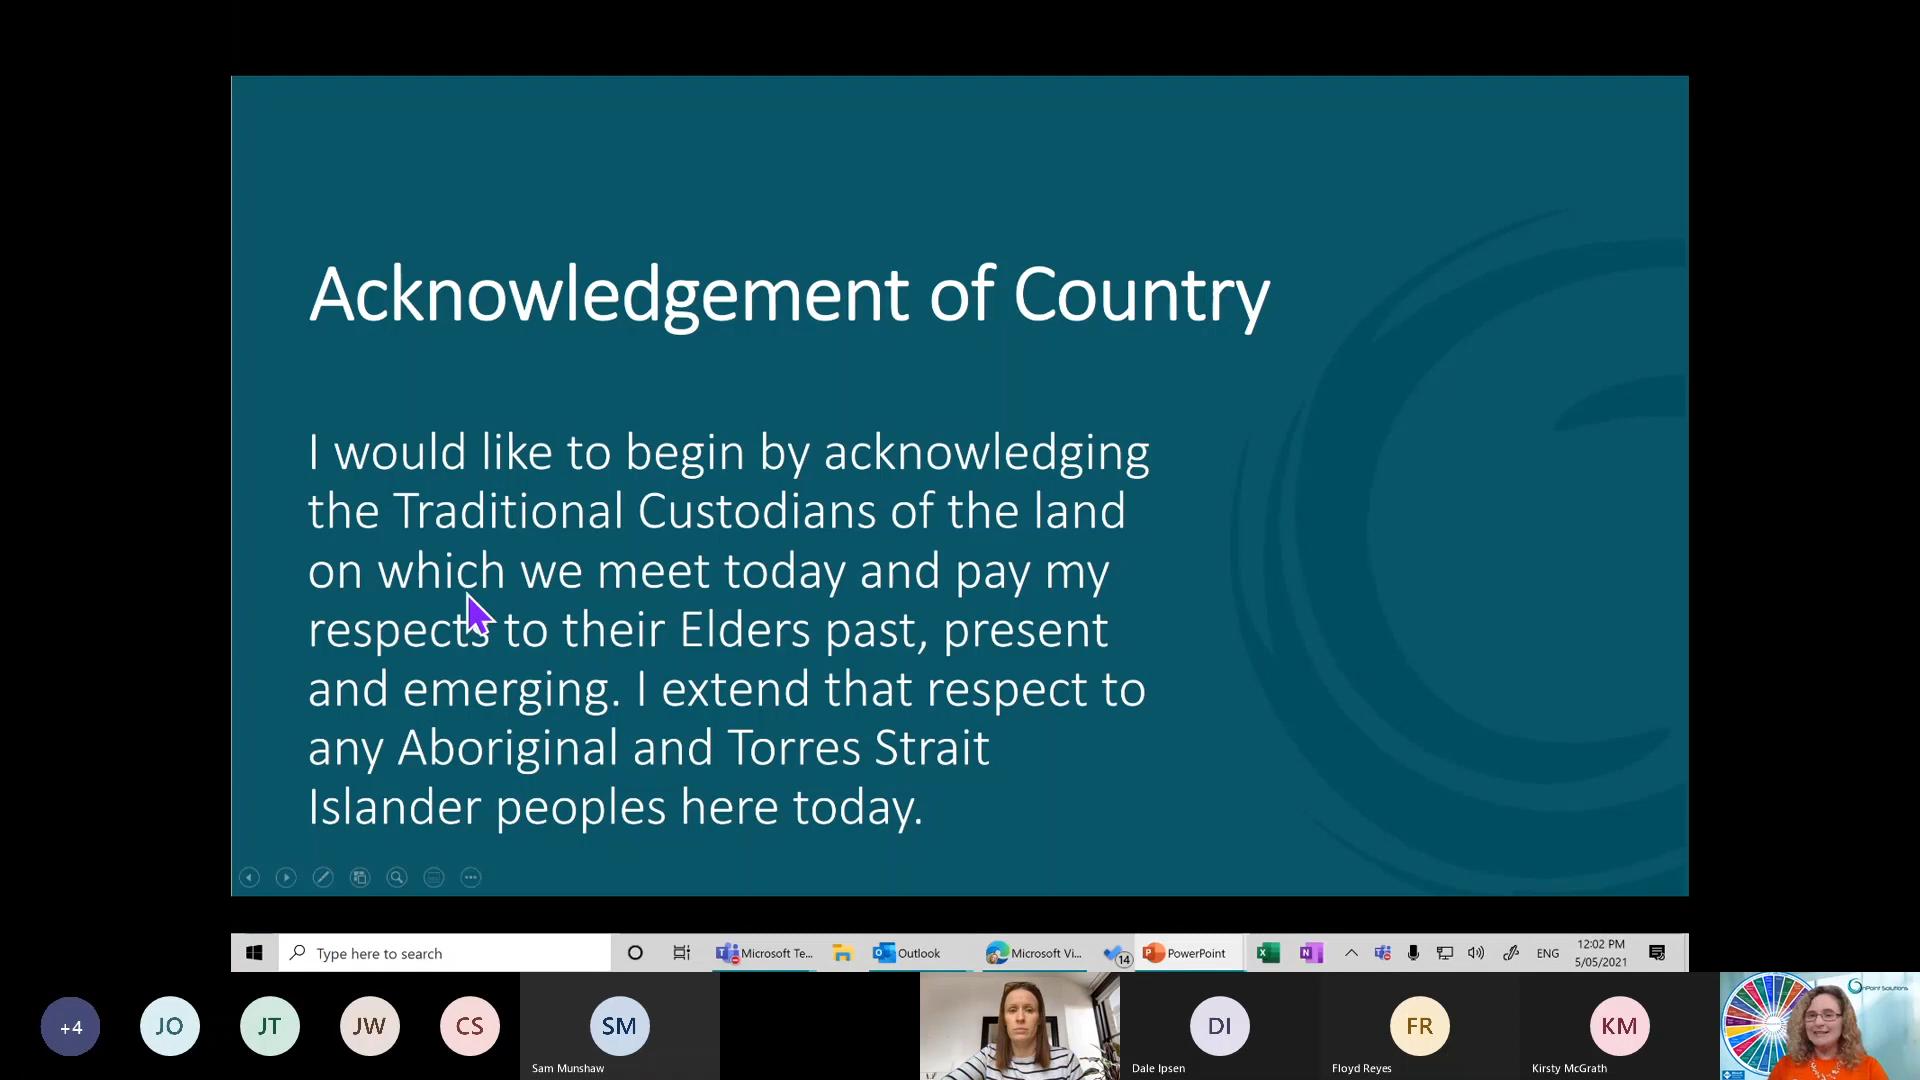 Acknowledgement of Country
I would like to begin by acknowledging
the Traditional Custodians of the land
on which we meet today and pay my
respects to their Elders past, present
and emerging. I extend that respect to
any Aboriginal and Torres Strait
Islander peoples here today.
Type here to search
Microsoft Te...
Outlook
Microsoft Vi...
14
PowerPoint
ENG
12:02 PM
5/05/2021
+4
JO
JT
JW
CS
SM
Sam Munshaw
DI
Dale Ipsen
FR
Floyd Reyes
KM
Kirsty McGrath
OnPoint Solutions